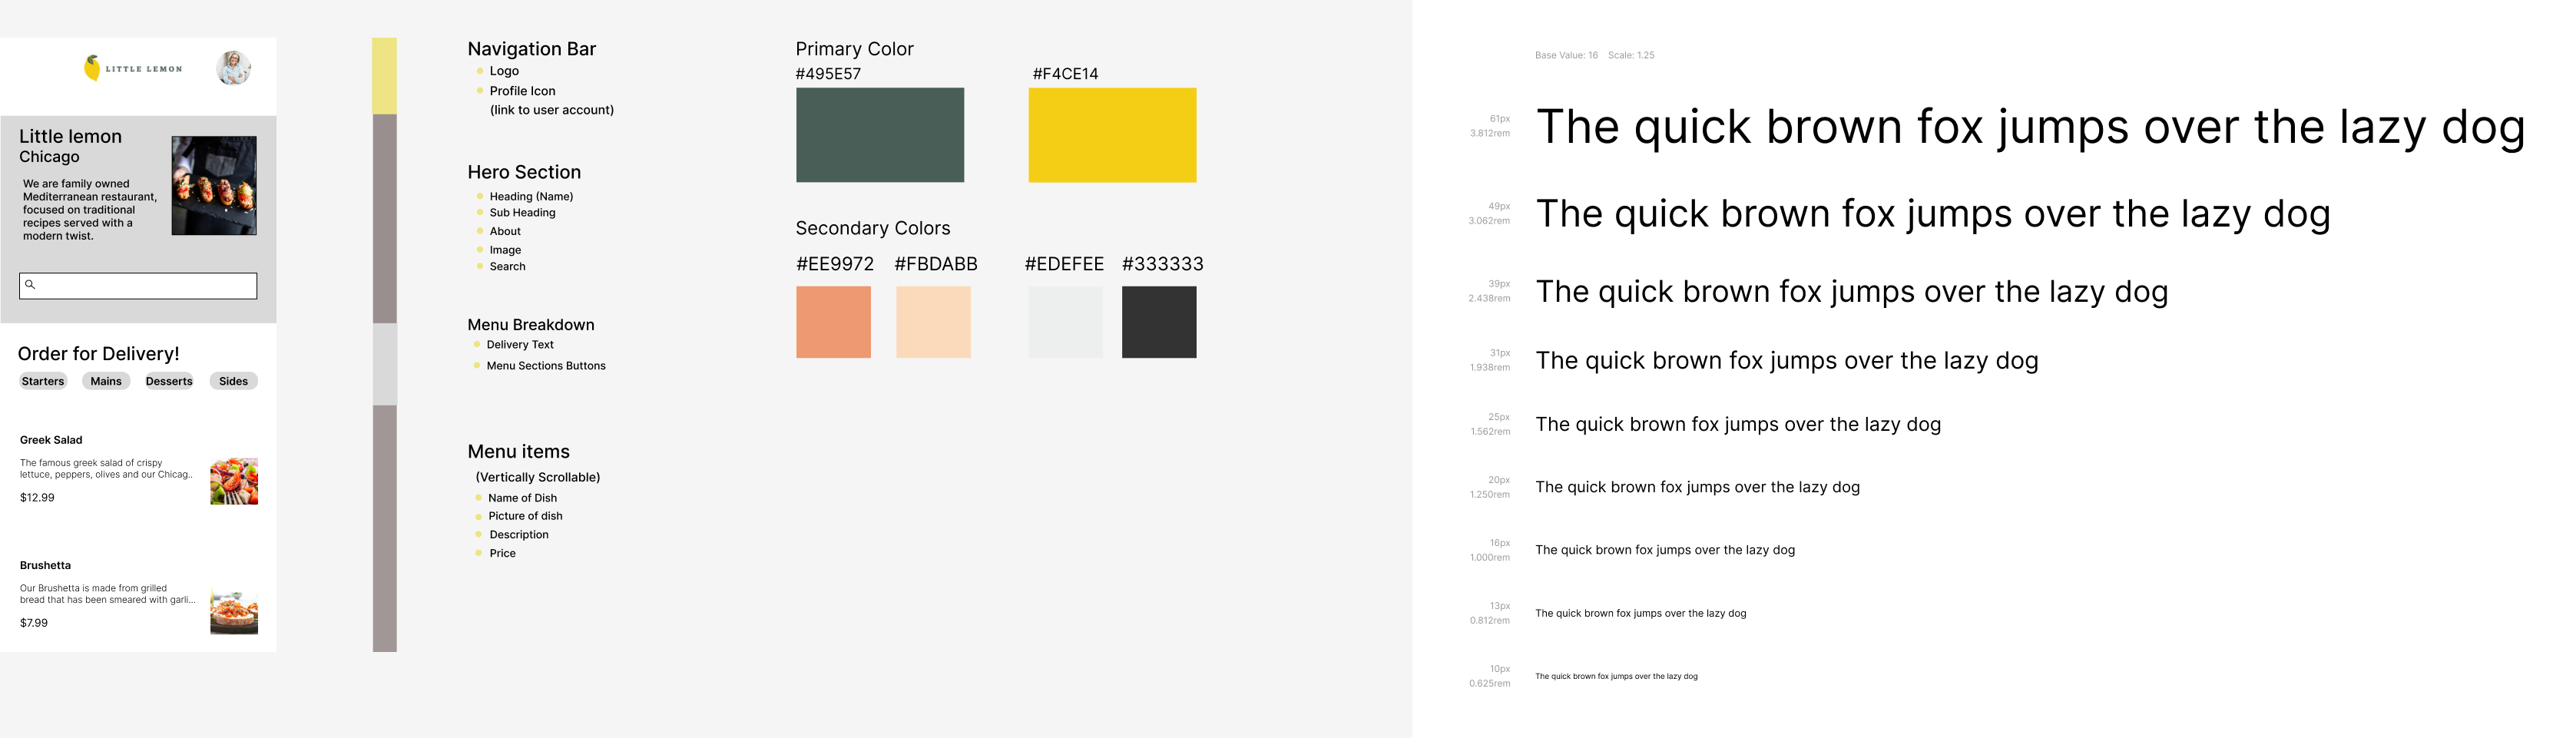 LITTLE LEMON
Little lemon
Chicago
We are family owned
Mediterranean restaurant,
focused on traditional
recipes served with a
modern twist.
Order for Delivery!
Starters Mains Desserts Sides
Greek Salad
The famous greek salad of crispy
lettuce, peppers, olives and our Chicag..
$12.99
Brushetta
Our Brushetta is made from grilled
bread that has been smeared with garli...
$7.99
Navigation Bar
Logo
Profile Icon
(link to user account)
Hero Section
Heading (Name)
Sub Heading
About
Image
Search
Menu Breakdown
Delivery Text
Menu Sections Buttons
Menu items
(Vertically Scrollable)
Name of Dish
Picture of dish
Description
Price
Primary Color
#495E57 #F4CE14
Secondary Colors
#EE9972 #FBDABB #EDEFEE #333333
Base Value: 16 Scale: 1.25
61px
3.812rem
The quick brown fox jumps over the lazy dog
49px
3.062rem
The quick brown fox jumps over the lazy dog
39px
2.438rem
The quick brown fox jumps over the lazy dog
31px
1.938rem
The quick brown fox jumps over the lazy dog
25px
1.562rem
The quick brown fox jumps over the lazy dog
20px
1.250rem
The quick brown fox jumps over the lazy dog
16px
1.000rem
The quick brown fox jumps over the lazy dog
13px
0.812rem
The quick brown fox jumps over the lazy dog
10px
0.625rem
The quick brown fox jumps over the lazy dog